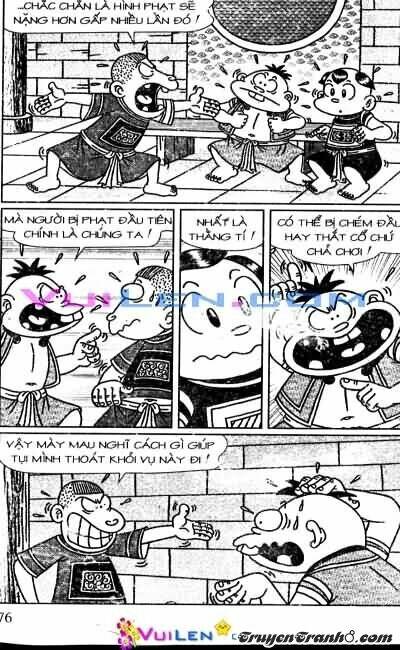 ...CHẮC CHẮN LÀ HÌNH PHẠT SẼ
NẶNG HƠN GẤP NHIỀU LẦN ĐÓ!
MÀ NGƯỜI BỊ PHẠT ĐẦU TIÊN
CHÍNH LÀ CHÚNG TA!
NHẤT LÀ
THẰNG TÍ!
CÓ THỂ BỊ CHÉM ĐẦU
HAY THẮT CỔ CHỨ
CHẢ CHƠI!
VUILEN.COM
VẬY MÀY MAU NGHĨ CÁCH GÌ GIÚP
TỤI MÌNH THOÁT KHỎI VỤ NÀY ĐI!
76
VUILEN
TruyenTranh8.com